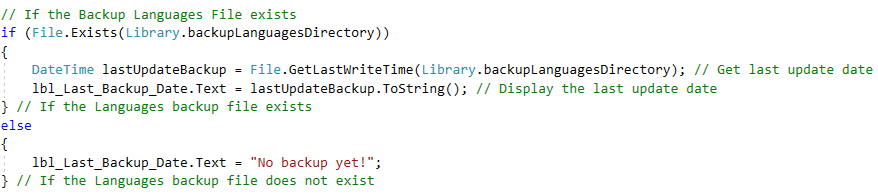 // If the Backup Languages File exists
if (File.Exists(Library.backupLanguagesDirectory))
{
    DateTime lastUpdateBackup = File.GetLastWriteTime(Library.backupLanguagesDirectory); // Get last update date
    lbl_Last_Backup_Date.Text = lastUpdateBackup.ToString(); // Display the last update date
} // If the Languages backup file exists
else
{
    lbl_Last_Backup_Date.Text = "No backup yet!";
} // If the Languages backup file does not exist